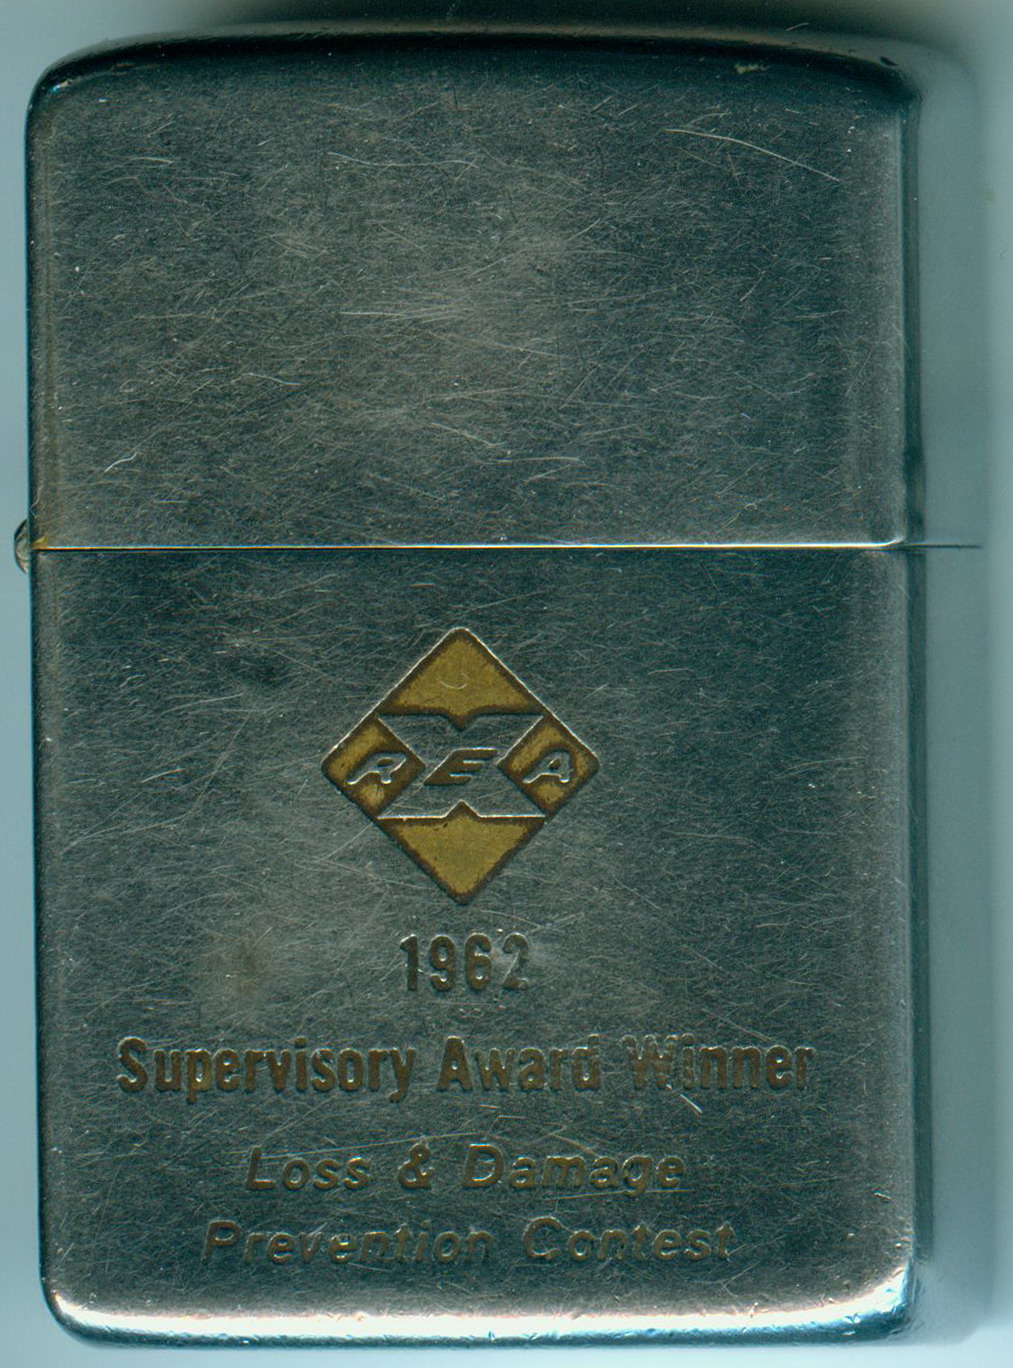 REA
1962
Supervisory Award Winner
Loss & Damage
Prevention Contest